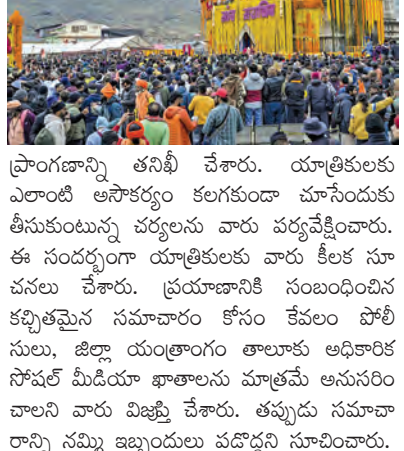 ప్రాంగణాన్ని తనిఖీ చేశారు. యాత్రికులకు
ఎలాంటి అసౌకర్యం కలగకుండా చూసేందుకు
తీసుకుంటున్న చర్యలను వారు పర్యవేక్షించారు.
ఈ సందర్భంగా యాత్రికులకు వారు కీలక సూ
చనలు చేశారు. ప్రయాణానికి సంబంధించిన
కచ్చితమైన సమాచారం కోసం కేవలం పోలీ
సులు, జిల్లా యంత్రాంగం తాలూకు అధికారిక
సోషల్ మీడియా ఖాతాలను మాత్రమే అనుసరిం
చాలని వారు విజ్ఞప్తి చేశారు. తప్పుడు సమాచా
రాన్ని నమ్మి ఇబ్బందులు పడొద్దని సూచించారు.